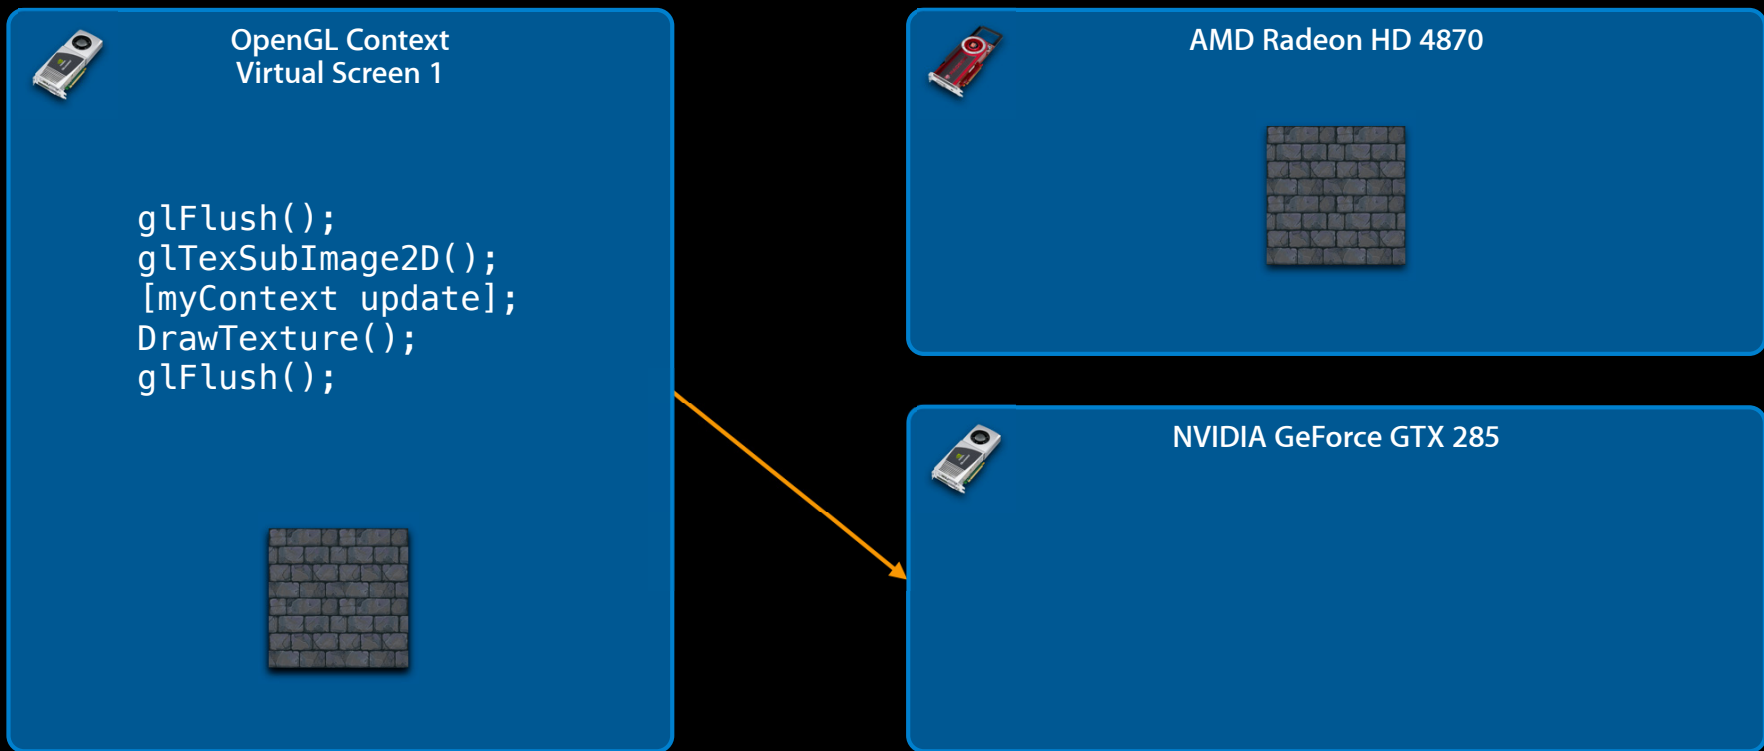 OpenGL Context
Virtual Screen 1
glFlush();
glTexSubImage2D();
[myContext update];
DrawTexture();
glFlush();
AMD Radeon HD 4870
NVIDIA GeForce GTX 285